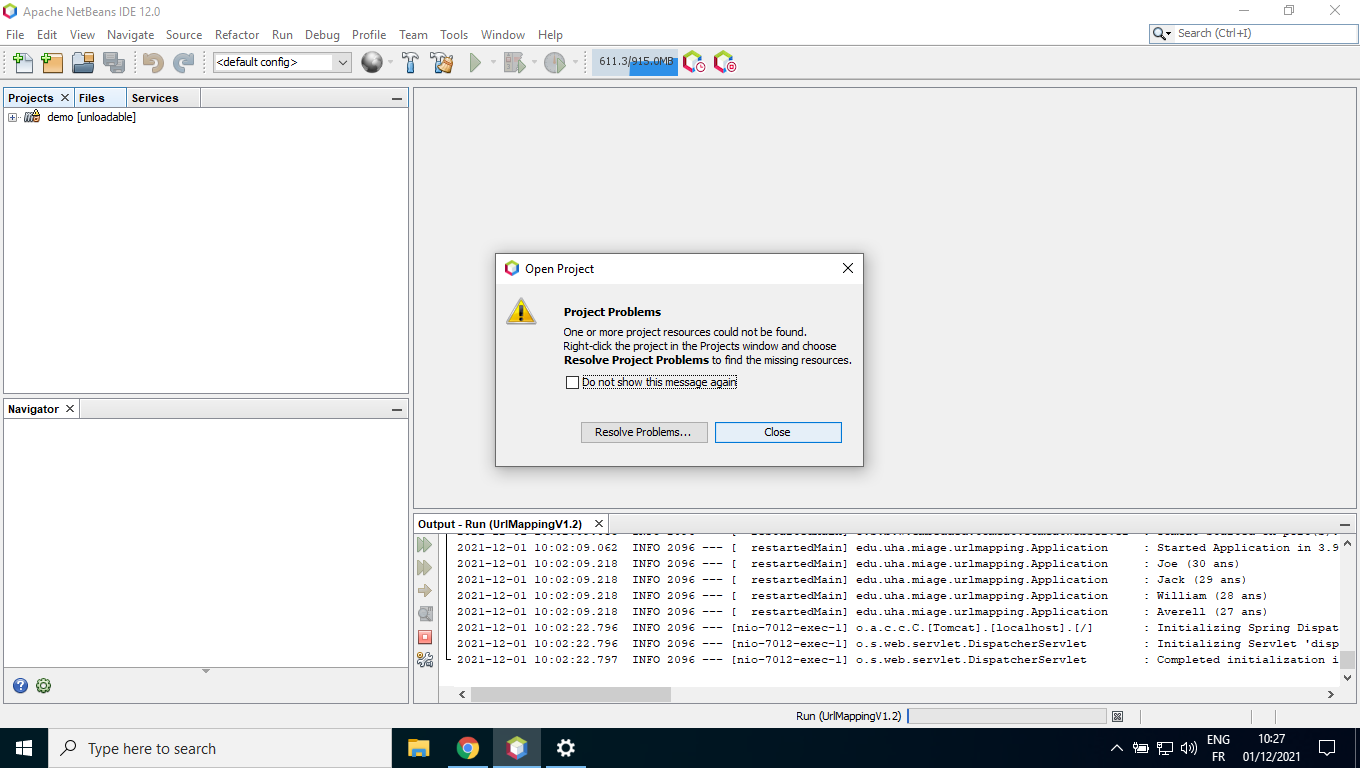 Apache NetBeans IDE 12.0
File Edit View Navigate Source Refactor Run Debug Profile Team Tools Window Help
Search (Ctrl+I)
<default config>
611.3/915.0MB
Projects Files Services
demo [unloadable]
Open Project
Project Problems
One or more project resources could not be found.
Right-click the project in the Projects window and choose
Resolve Project Problems to find the missing resources.
Do not show this message again
Resolve Problems... Close
Navigator
Output - Run (UrlMappingV1.2)
2021-12-01 10:02:09.062 INFO 2096 --- [ restartedMain] edu.uha.miage.urlmapping.Application : Started Application in 3.9
2021-12-01 10:02:09.218 INFO 2096 --- [ restartedMain] edu.uha.miage.urlmapping.Application : Joe (30 ans)
2021-12-01 10:02:09.218 INFO 2096 --- [ restartedMain] edu.uha.miage.urlmapping.Application : Jack (29 ans)
2021-12-01 10:02:09.218 INFO 2096 --- [ restartedMain] edu.uha.miage.urlmapping.Application : William (28 ans)
2021-12-01 10:02:09.218 INFO 2096 --- [ restartedMain] edu.uha.miage.urlmapping.Application : Averell (27 ans)
2021-12-01 10:02:22.796 INFO 2096 --- [nio-7012-exec-1] o.a.c.c.C.[Tomcat].[localhost].[/] : Initializing Spring Dispat
2021-12-01 10:02:22.796 INFO 2096 --- [nio-7012-exec-1] o.s.web.servlet.DispatcherServlet : Initializing Servlet 'disp
2021-12-01 10:02:22.797 INFO 2096 --- [nio-7012-exec-1] o.s.web.servlet.DispatcherServlet : Completed initialization i
Run (UrlMappingV1.2)
Type here to search
ENG
FR
10:27
01/12/2021